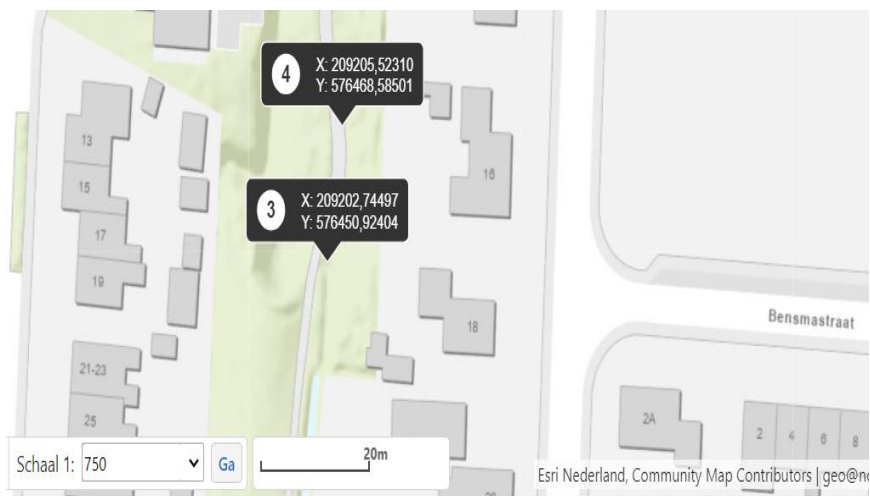 4
X: 209205,52310
Y: 576468,58501
13
15
16
3
X: 209202,74497
Y: 576450,92404
17
19
18
Bensmastraat
21-23
25
2A
2
4
6
8
Schaal 1: 750
Ga
20m
Esri Nederland, Community Map Contributors | geo@no